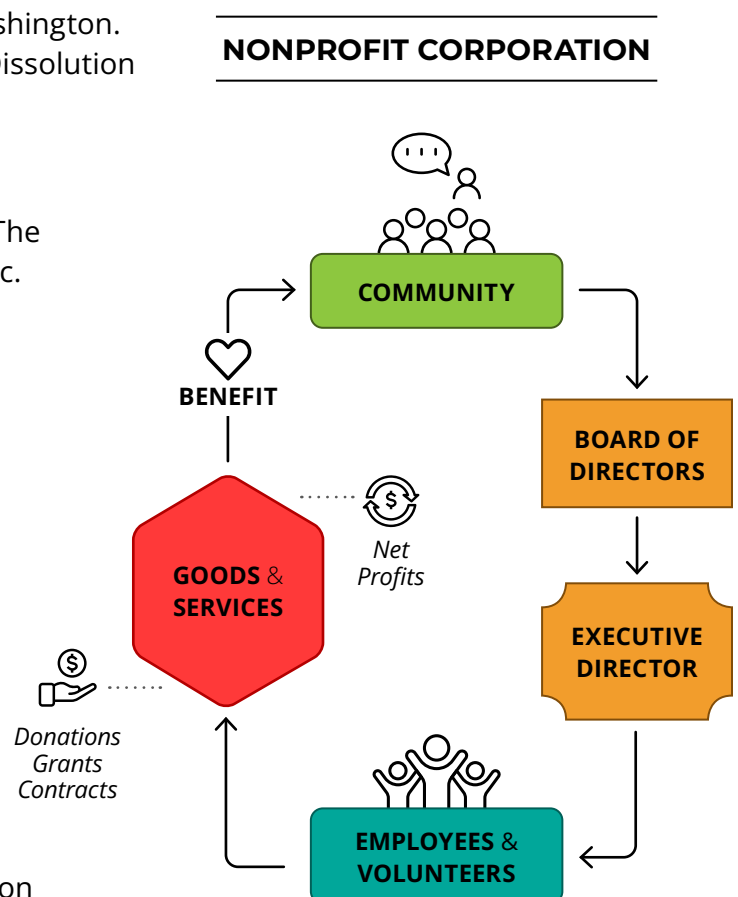 shington.
Dissolution
The
c.
on
NONPROFIT CORPORATION
COMMUNITY
BENEFIT
BOARD OF
DIRECTORS
$
Net
Profits
GOODS &
SERVICES
EXECUTIVE
DIRECTOR
$
Donations
Grants
Contracts
EMPLOYEES &
VOLUNTEERS